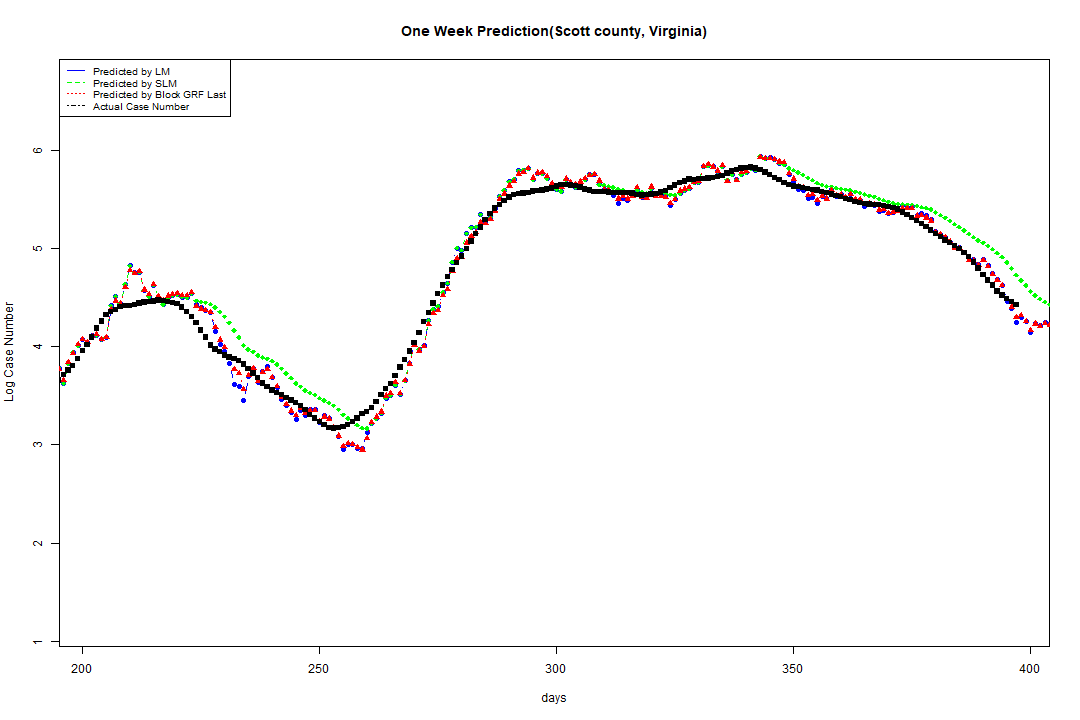 One Week Prediction(Scott county, Virginia)
Predicted by LM
Predicted by SLM
Predicted by Block GRF Last
Actual Case Number
Log Case Number
6
5
4
3
2
1
200 250 300 350 400
days